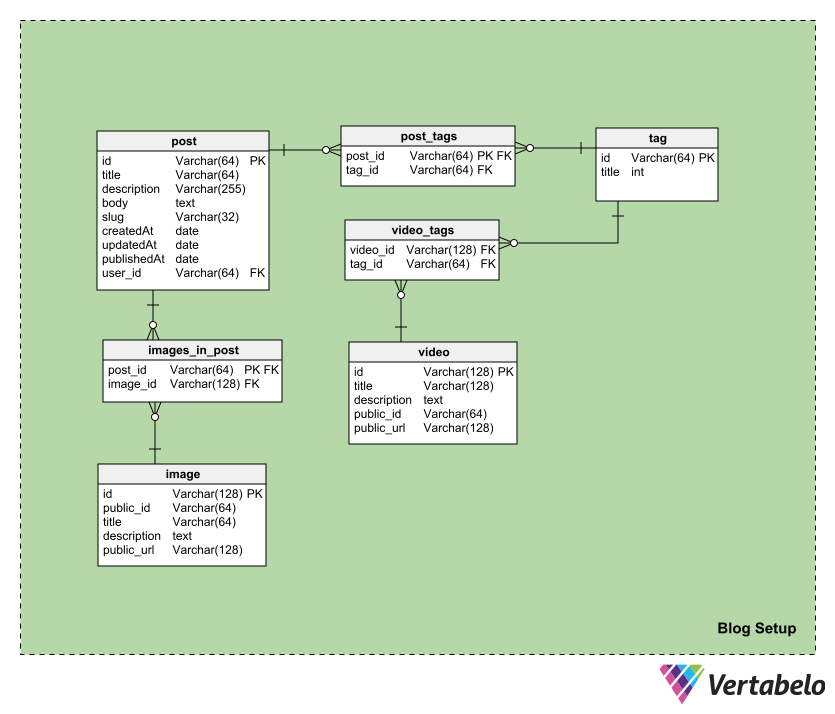 post
id Varchar(64) PK
title Varchar(64)
description Varchar(255)
body text
slug Varchar(32)
createdAt date
updatedAt date
publishedAt date
user_id Varchar(64) FK
post_tags
post_id Varchar(64) PK FK
tag_id Varchar(64) FK
tag
id Varchar(64) PK
title int
video_tags
video_id Varchar(128) FK
tag_id Varchar(64) FK
images_in_post
post_id Varchar(64) PK FK
image_id Varchar(128) FK
video
id Varchar(128) PK
title Varchar(128)
description text
public_id Varchar(64)
public_url Varchar(128)
image
id Varchar(128) PK
public_id Varchar(64)
title Varchar(64)
description text
public_url Varchar(128)
Blog Setup
Vertabelo